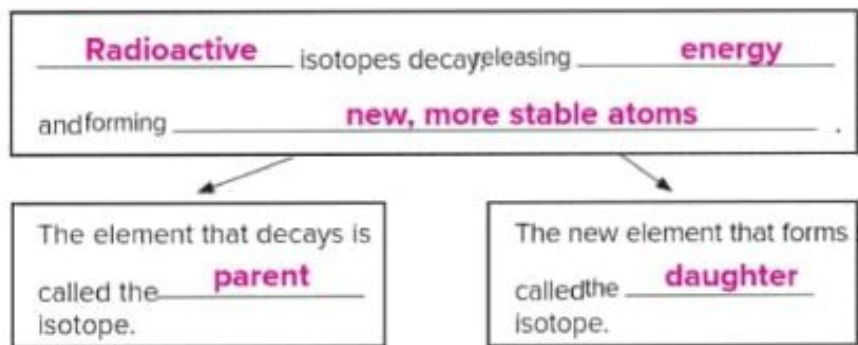 Radioactive isotopes decay, releasing energy
and forming new, more stable atoms .
The element that decays is
called the parent
isotope.
The new element that forms
called the daughter
isotope.